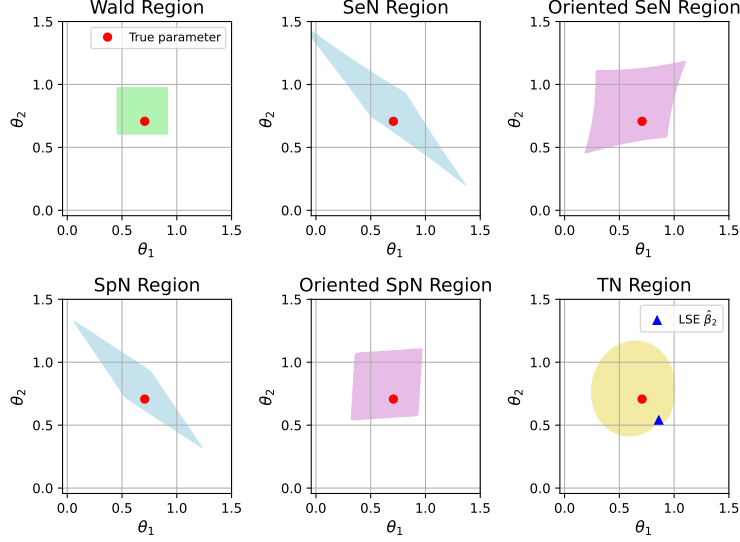 Wald Region
SeN Region
Oriented SeN Region
True parameter
θ₂
1.5
1.0
0.5
0.0
0.0 0.5 1.0 1.5
θ₁
θ₂
1.5
1.0
0.5
0.0
0.0 0.5 1.0 1.5
θ₁
θ₂
1.5
1.0
0.5
0.0
0.0 0.5 1.0 1.5
θ₁
SpN Region
Oriented SpN Region
TN Region
LSE β̂₂
θ₂
1.5
1.0
0.5
0.0
0.0 0.5 1.0 1.5
θ₁
θ₂
1.5
1.0
0.5
0.0
0.0 0.5 1.0 1.5
θ₁
θ₂
1.5
1.0
0.5
0.0
0.0 0.5 1.0 1.5
θ₁